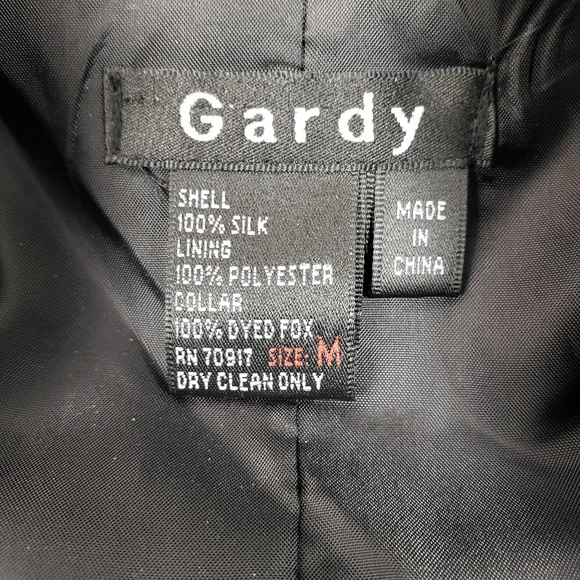 Gardy
SHELL
100% SILK
LINING
100% POLYESTER
COLLAR
100% DYED FOX
RN 70917 SIZE: M
DRY CLEAN ONLY
MADE
IN
CHINA